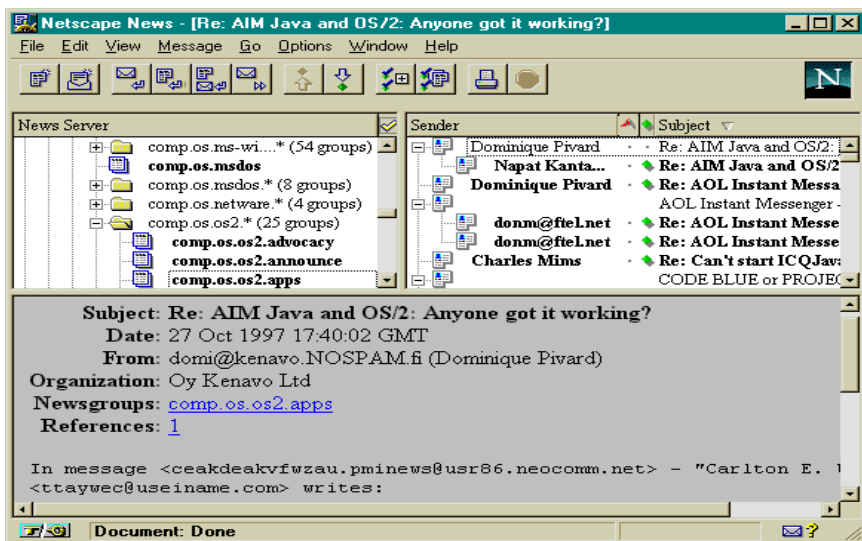 Netscape News - [Re: AIM Java and OS/2: Anyone got it working?]
File Edit View Message Go Options Window Help
N
News Server
comp.os.ms-wi....* (54 groups)
comp.os.msdos
comp.os.msdos.* (8 groups)
comp.os.netware.* (4 groups)
comp.os.os2.* (25 groups)
comp.os.os2.advocacy
comp.os.os2.announce
comp.os.os2.apps
Sender Subject
Dominique Pivard Re: AIM Java and OS/2:
Napat Kanta... Re: AIM Java and OS/2
Dominique Pivard Re: AOL Instant Messa
AOL Instant Messenger -
donm@ftel.net Re: AOL Instant Messe
donm@ftel.net Re: AOL Instant Messe
Charles Mims Re: Can't start ICQJava
CODE BLUE or PROJEC
Subject: Re: AIM Java and OS/2: Anyone got it working?
Date: 27 Oct 1997 17:40:02 GMT
From: domi@kenavo.NOSPAM.fi (Dominique Pivard)
Organization: Oy Kenavo Ltd
Newsgroups: comp.os.os2.apps
References: 1
In message <ceakdeakvfwzau.pminews@usr86.neocomm.net> - "Carlton E.
<ttaywec@useiname.com> writes:
Document: Done